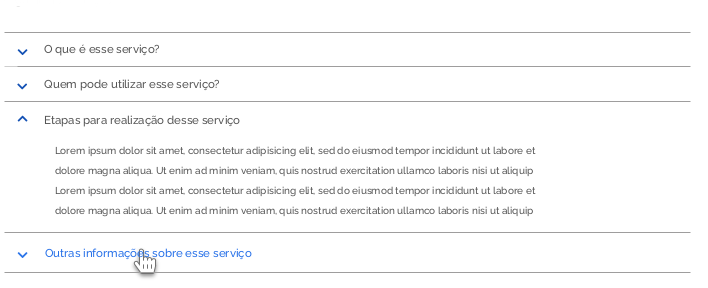 O que é esse serviço?
Quem pode utilizar esse serviço?
Etapas para realização desse serviço
Lorem ipsum dolor sit amet, consectetur adipisicing elit, sed do eiusmod tempor incididunt ut labore et
dolore magna aliqua. Ut enim ad minim veniam, quis nostrud exercitation ullamco laboris nisi ut aliquip
Lorem ipsum dolor sit amet, consectetur adipisicing elit, sed do eiusmod tempor incididunt ut labore et
dolore magna aliqua. Ut enim ad minim veniam, quis nostrud exercitation ullamco laboris nisi ut aliquip
Outras informações sobre esse serviço